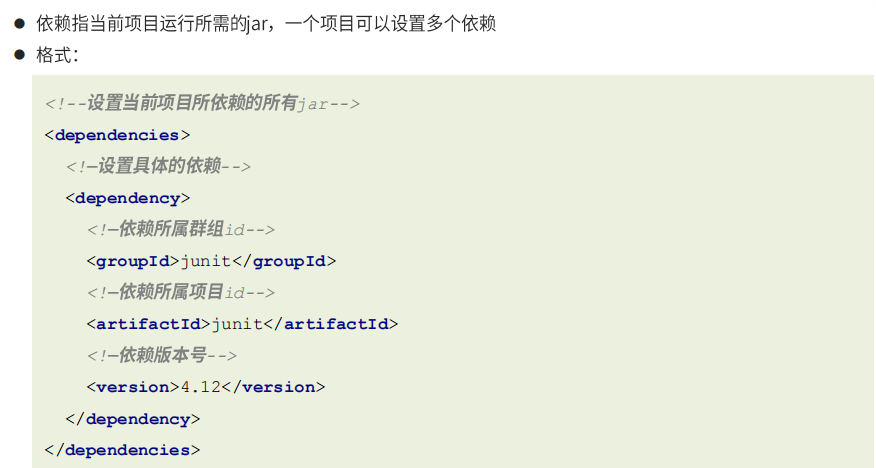 ● 依赖指当前项目运行所需的jar，一个项目可以设置多个依赖
● 格式：
<!--设置当前项目所依赖的所有jar-->
<dependencies>
<!—设置具体的依赖-->
<dependency>
<!—依赖所属群组id-->
<groupId>junit</groupId>
<!—依赖所属项目id-->
<artifactId>junit</artifactId>
<!—依赖版本号-->
<version>4.12</version>
</dependency>
</dependencies>